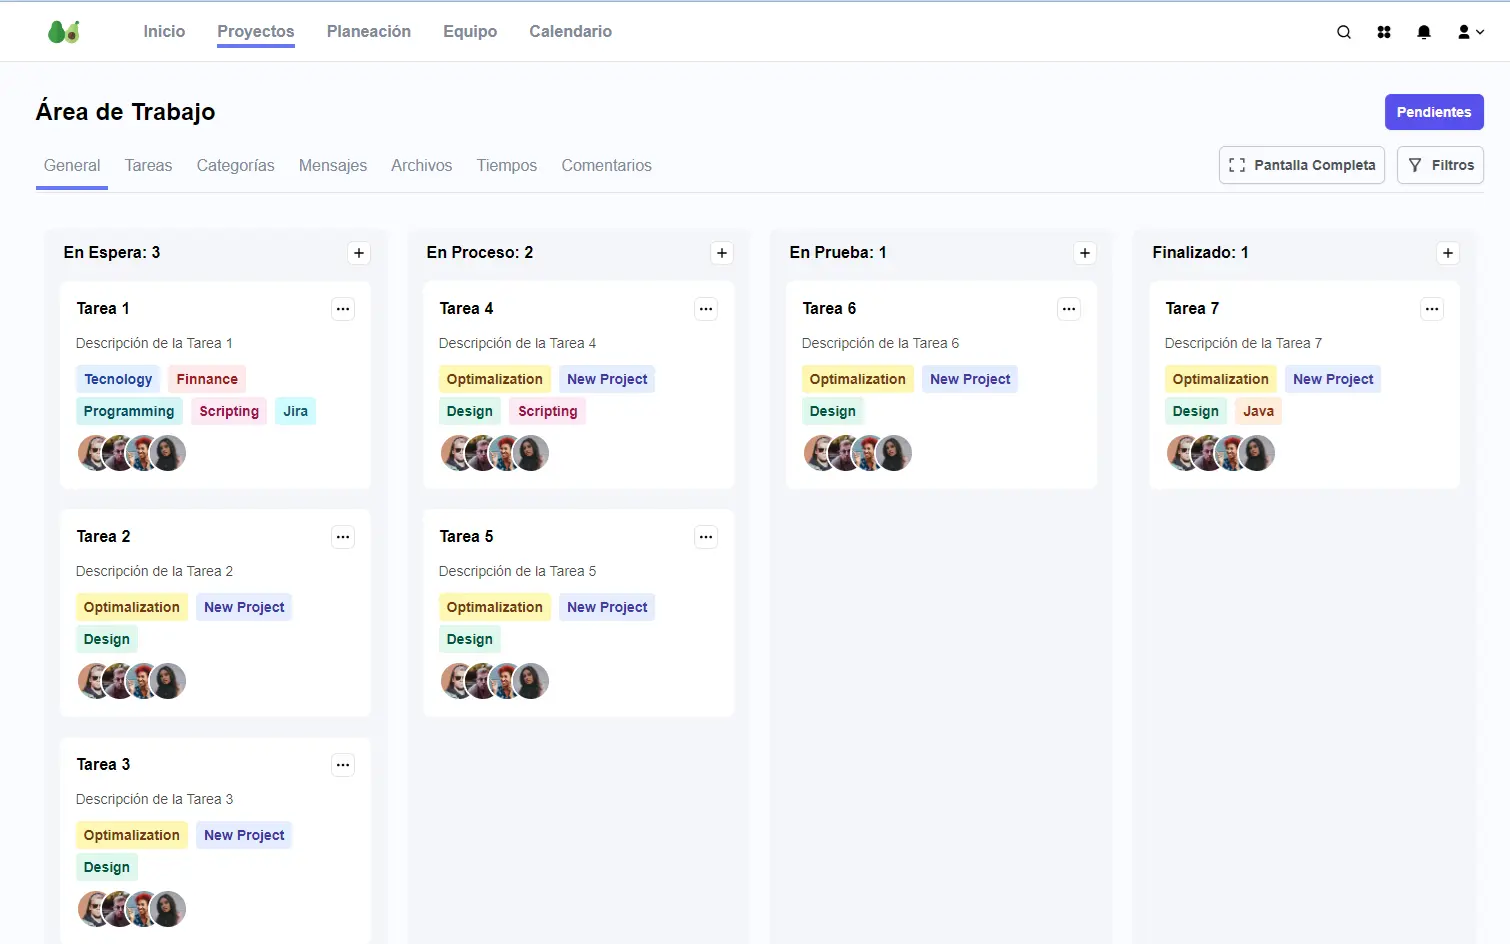 Inicio Proyectos Planeación Equipo Calendario
Área de Trabajo
Pendientes
General Tareas Categorías Mensajes Archivos Tiempos Comentarios
Pantalla Completa Filtros
En Espera: 3
Tarea 1
Descripción de la Tarea 1
Tecnology Finnance
Programming Scripting Jira
Tarea 2
Descripción de la Tarea 2
Optimalization New Project
Design
Tarea 3
Descripción de la Tarea 3
Optimalization New Project
Design
En Proceso: 2
Tarea 4
Descripción de la Tarea 4
Optimalization New Project
Design Scripting
Tarea 5
Descripción de la Tarea 5
Optimalization New Project
Design
En Prueba: 1
Tarea 6
Descripción de la Tarea 6
Optimalization New Project
Design
Finalizado: 1
Tarea 7
Descripción de la Tarea 7
Optimalization New Project
Design Java